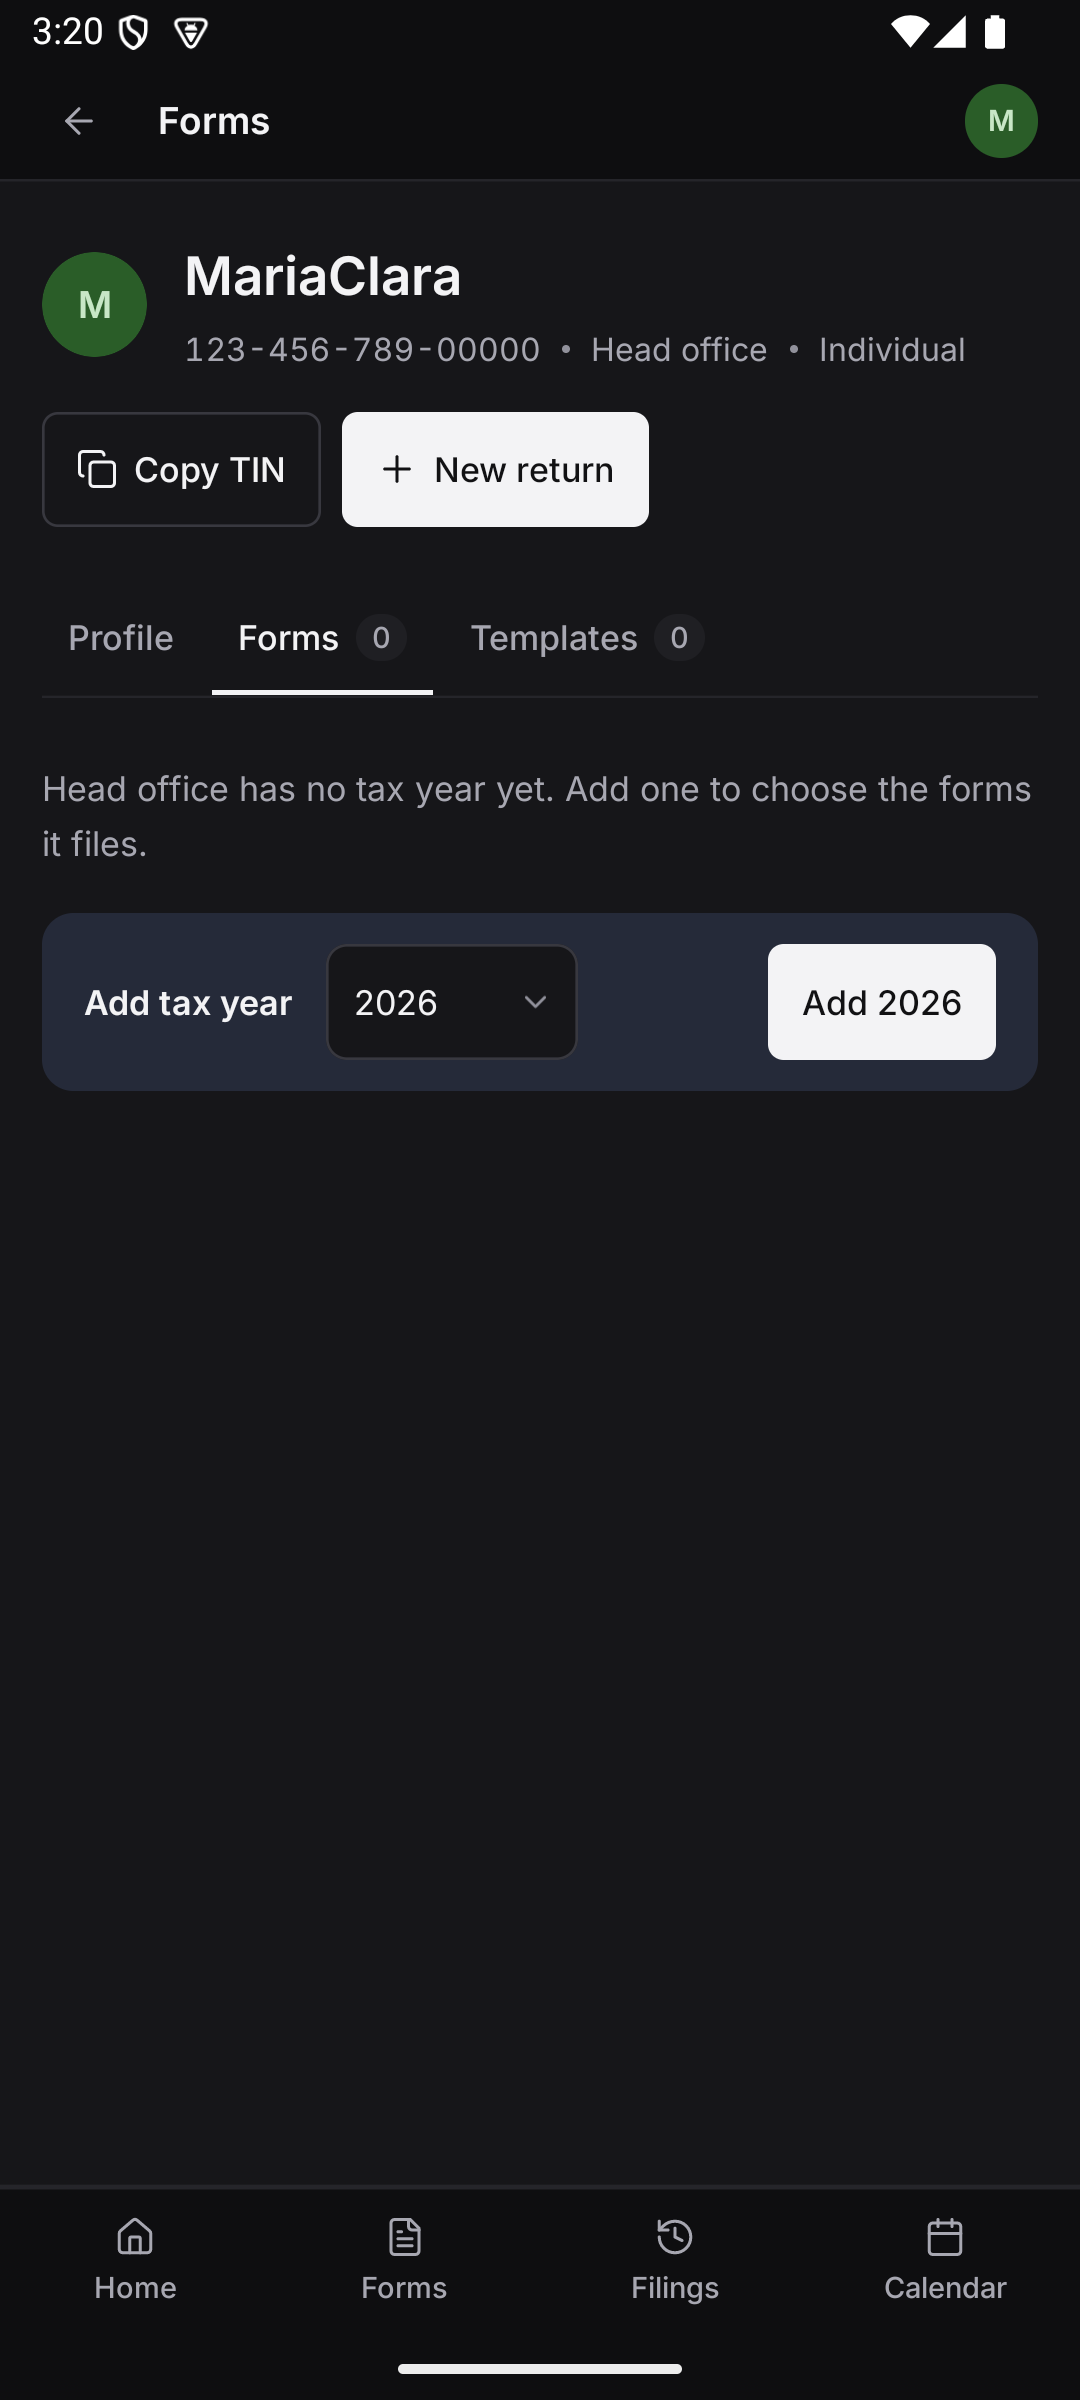 3:20
Forms
M
M
MariaClara
123-456-789-00000 • Head office • Individual
Copy TIN
New return
Profile
Forms 0
Templates 0
Head office has no tax year yet. Add one to choose the forms
it files.
Add tax year
2026
Add 2026
Home
Forms
Filings
Calendar